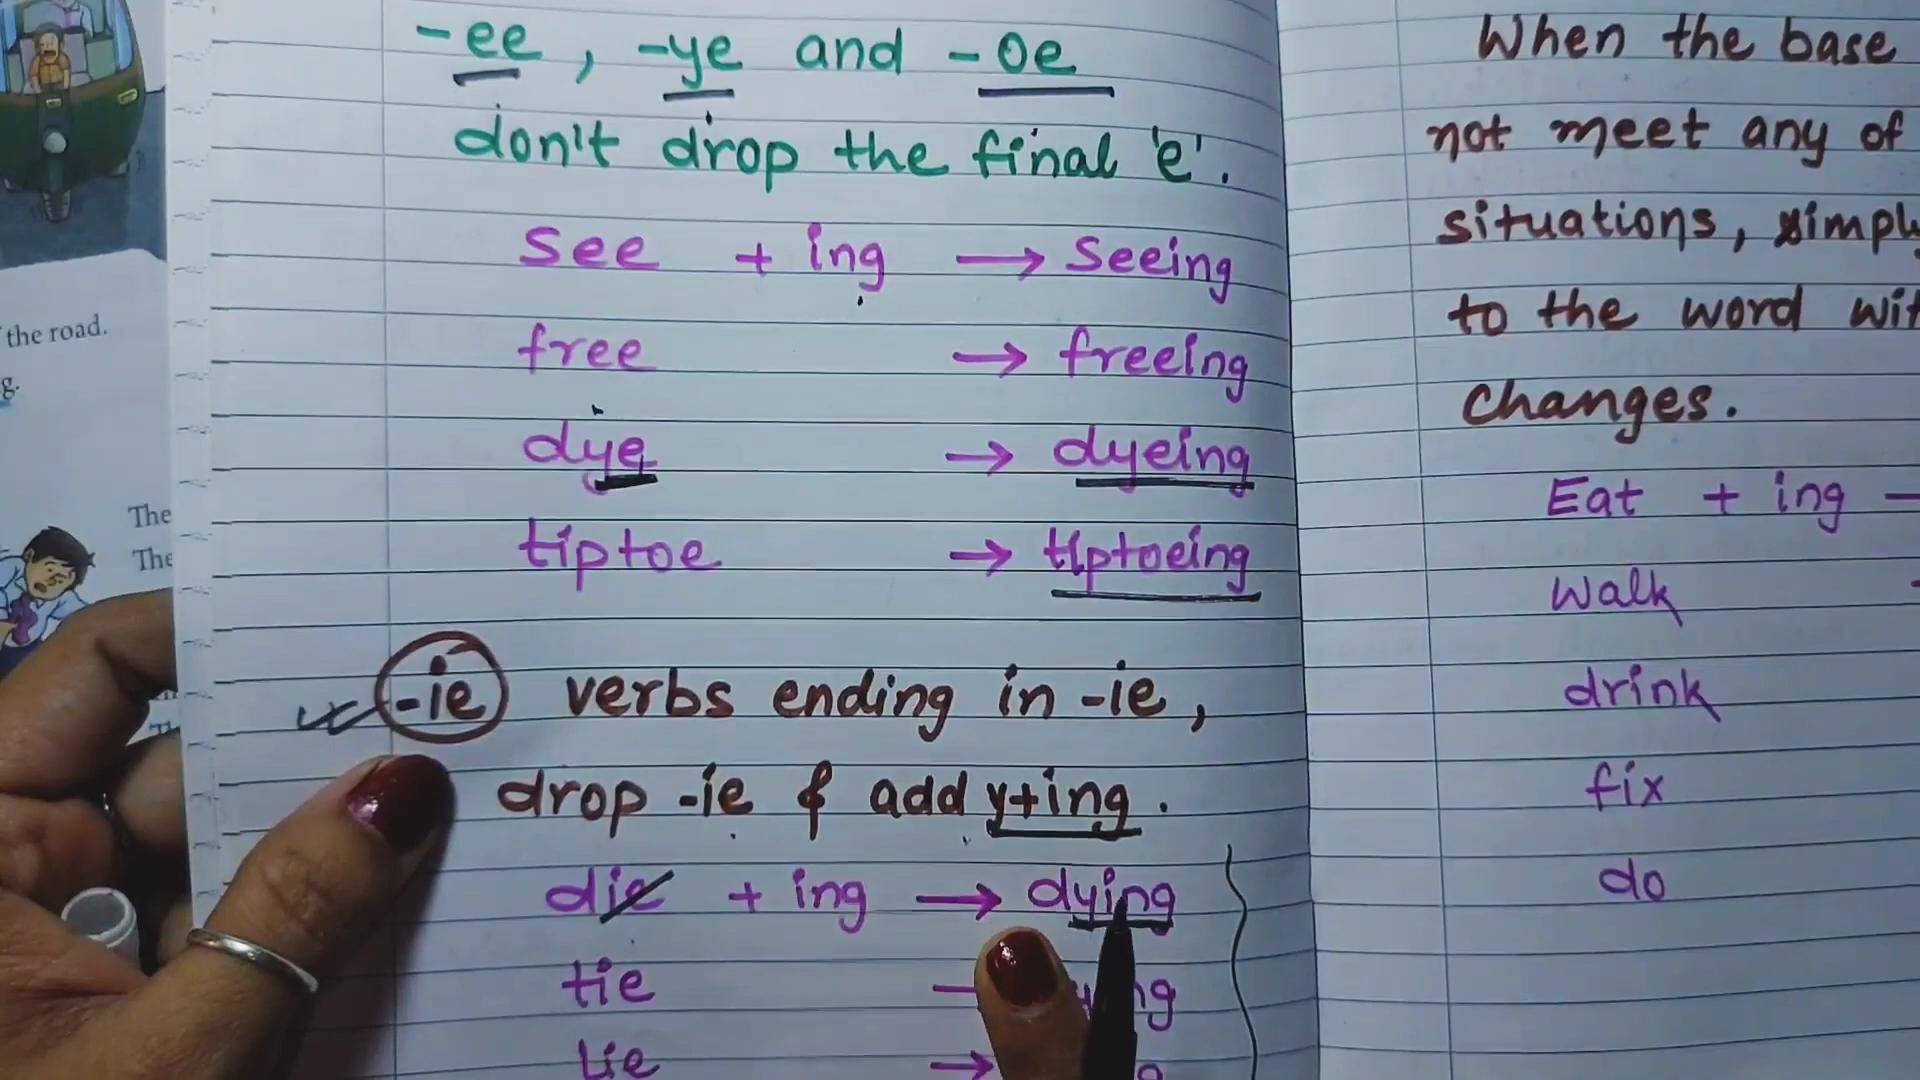 the road.
g.
The
The
-ee, -ye and -oe
don't drop the final 'e'.
see + ing → seeing
free → freeing
dye → dyeing
tiptoe → tiptoeing
-ie verbs ending in -ie,
drop -ie & add y+ing.
die + ing → dying
tie
lie →
When the base
not meet any of
situations, simply
to the word
changes.
Eat + ing
walk
drink
fix
do